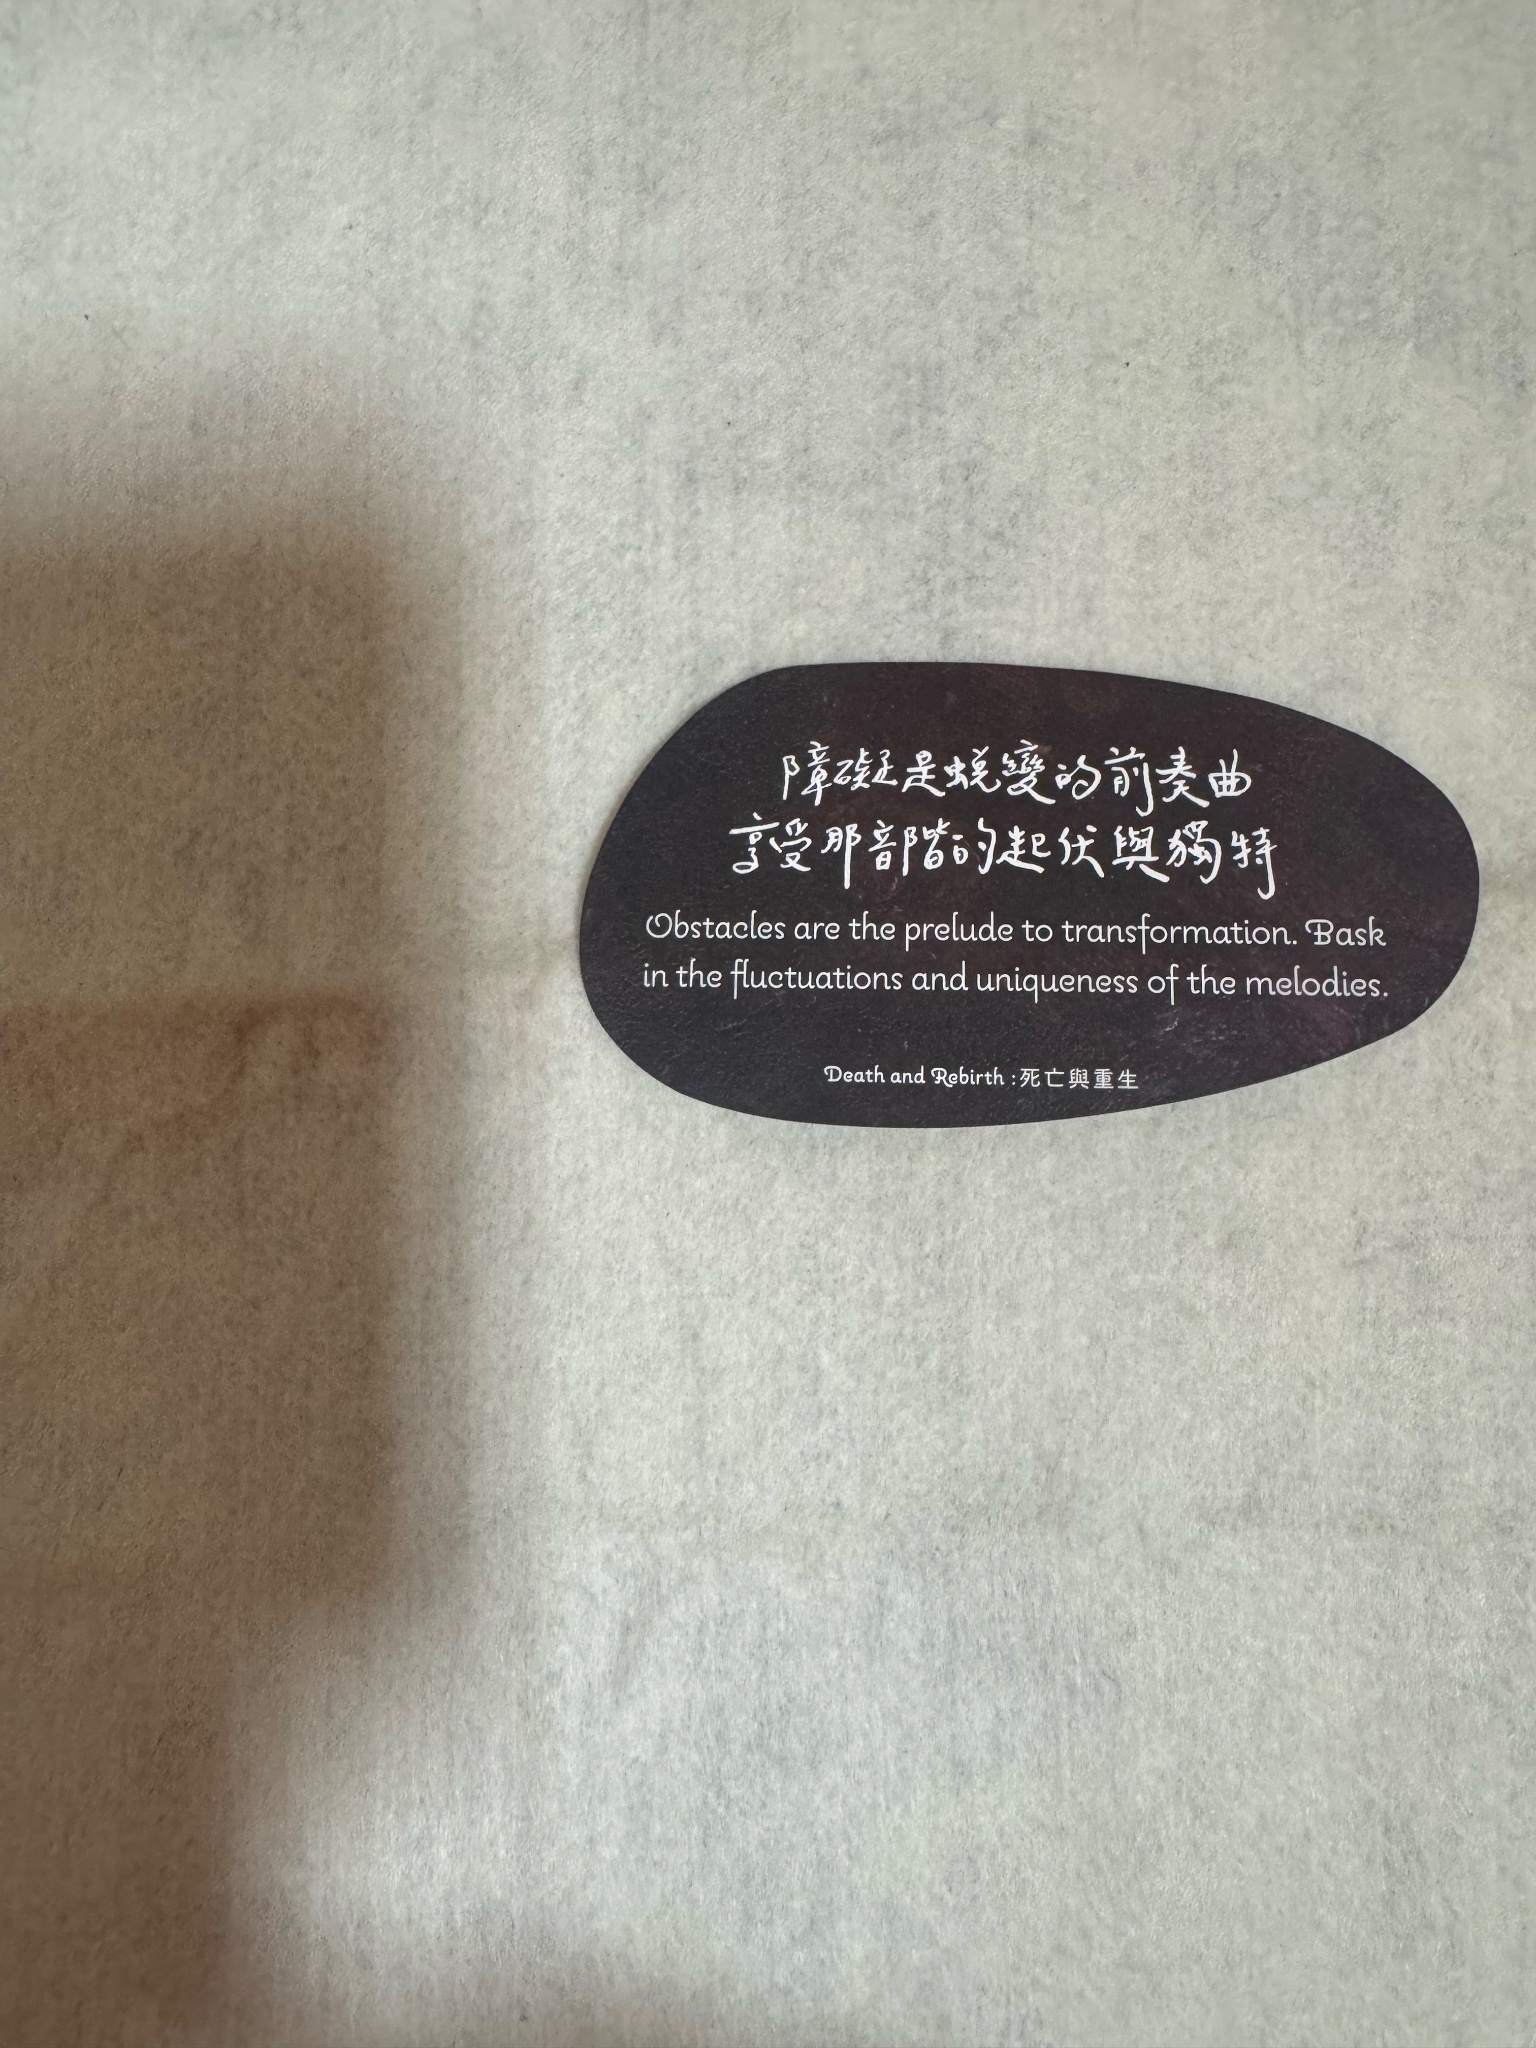 障礙是蛻變的前奏曲
享受那音階的起伏與獨特
Obstacles are the prelude to transformation. Bask
in the fluctuations and uniqueness of the melodies.
Death and Rebirth :死亡與重生